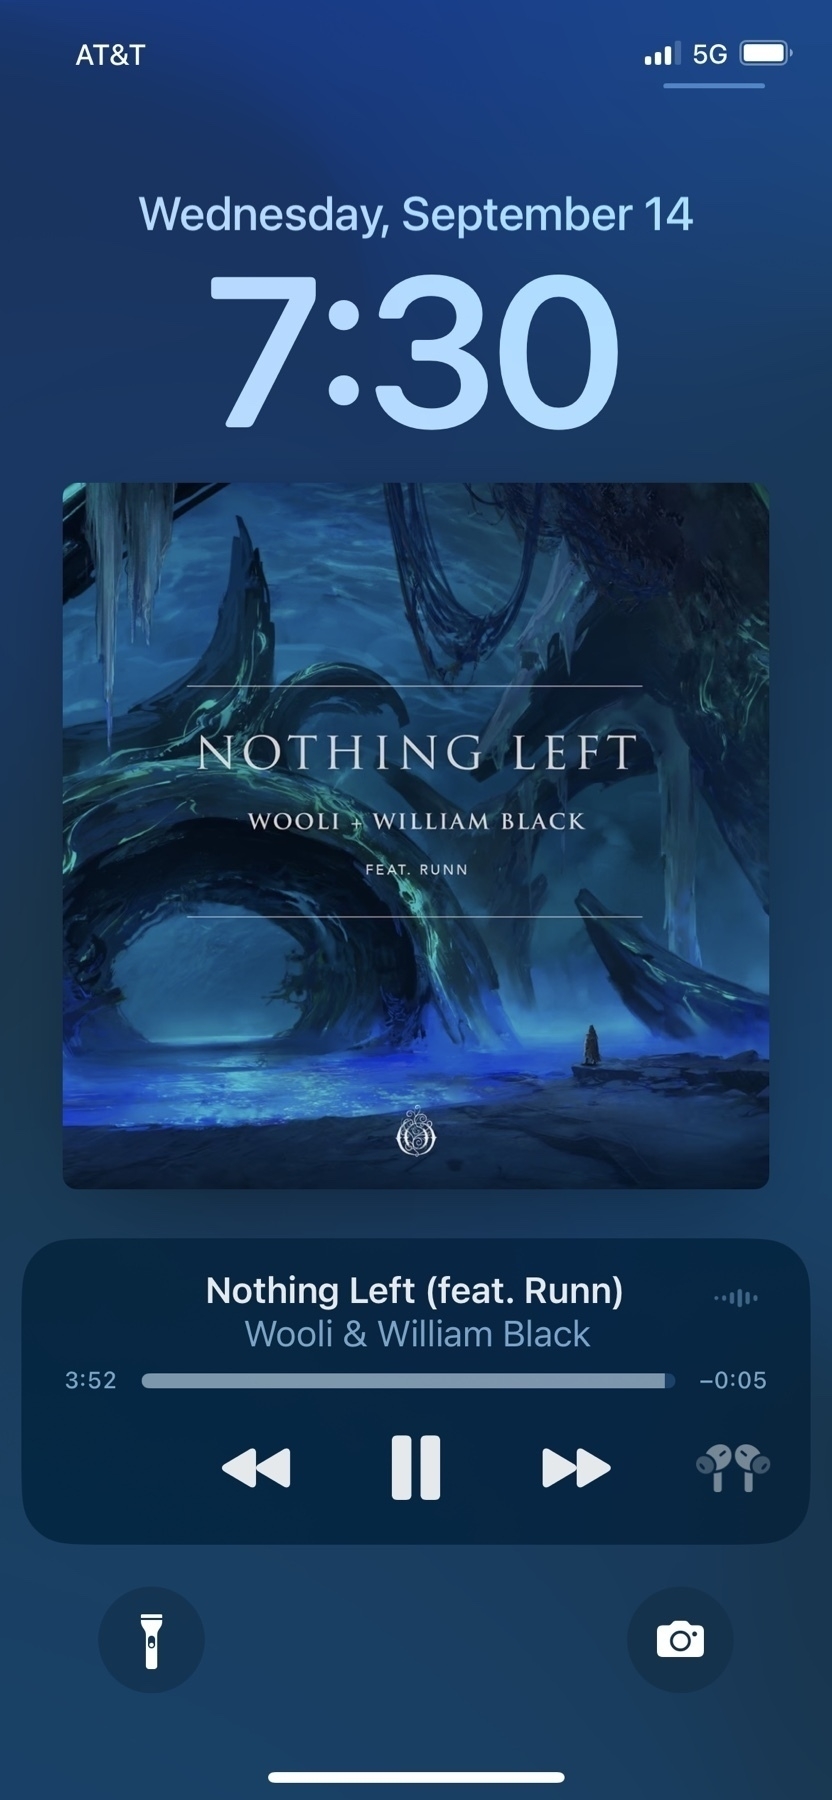 AT&T 5G
Wednesday, September 14
7:30
NOTHING LEFT
WOOLI + WILLIAM BLACK
FEAT. RUNN
Nothing Left (feat. Runn)
Wooli & William Black
3:52 −0:05